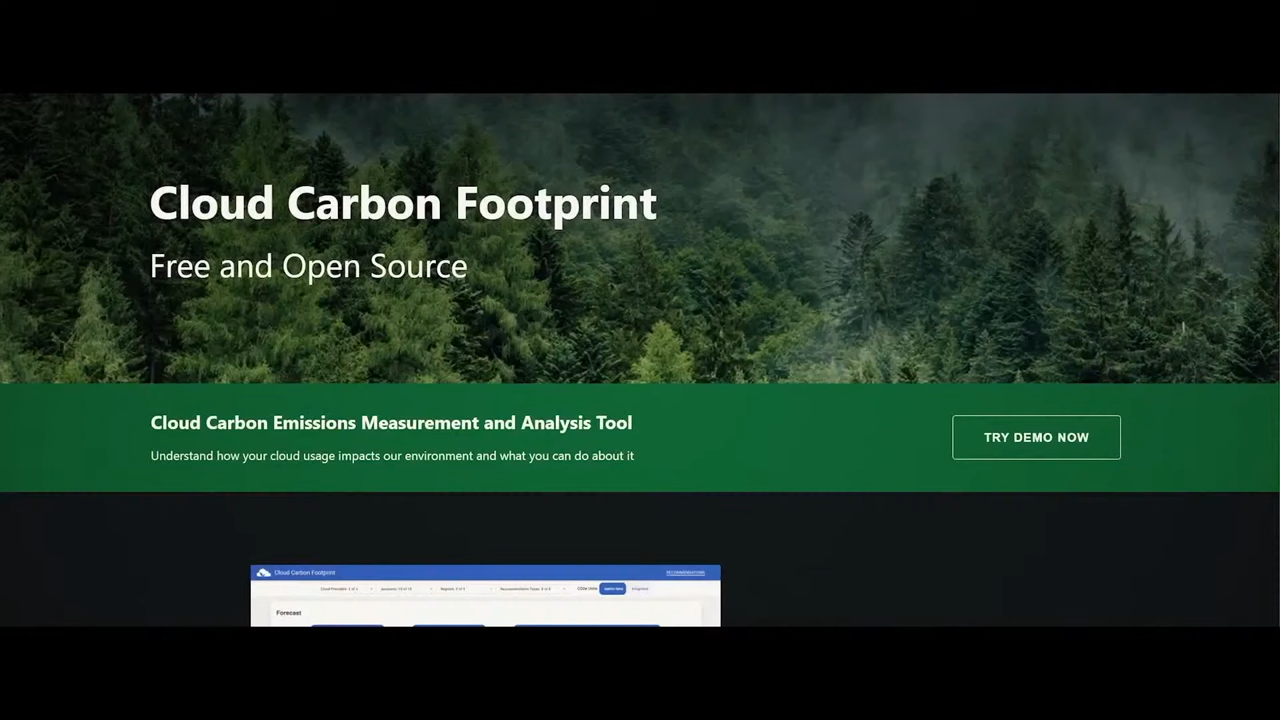 Cloud Carbon Footprint
Free and Open Source
Cloud Carbon Emissions Measurement and Analysis Tool
Understand how your cloud usage impacts our environment and what you can do about it
TRY DEMO NOW
Cloud Carbon Footprint
RECOMMENDATIONS
Forecast